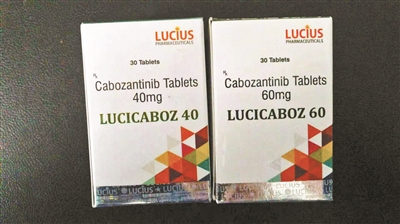 LUCIUS
PHARMACEUTICALS
30 Tablets
Cabozantinib Tablets
40mg
LUCICABOZ 40
LUCIUS
PHARMACEUTICALS
30 Tablets
Cabozantinib Tablets
60mg
LUCICABOZ 60